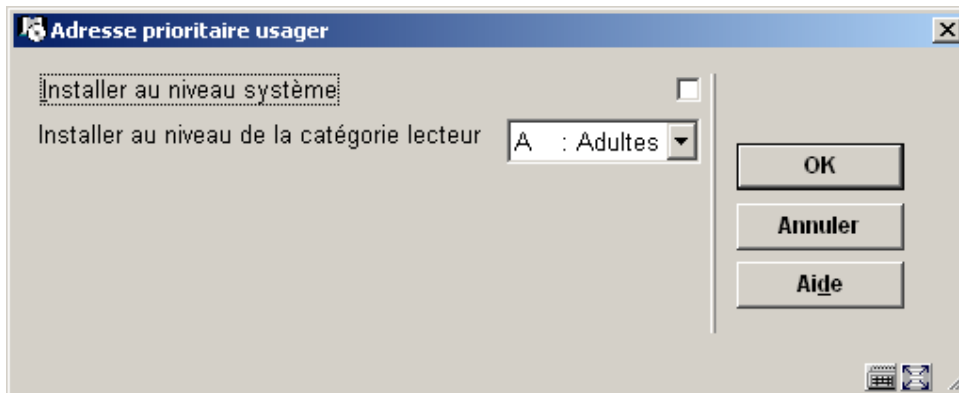 Adresse prioritaire usager
Installer au niveau système
Installer au niveau de la catégorie lecteur
A : Adultes
OK
Annuler
Aide